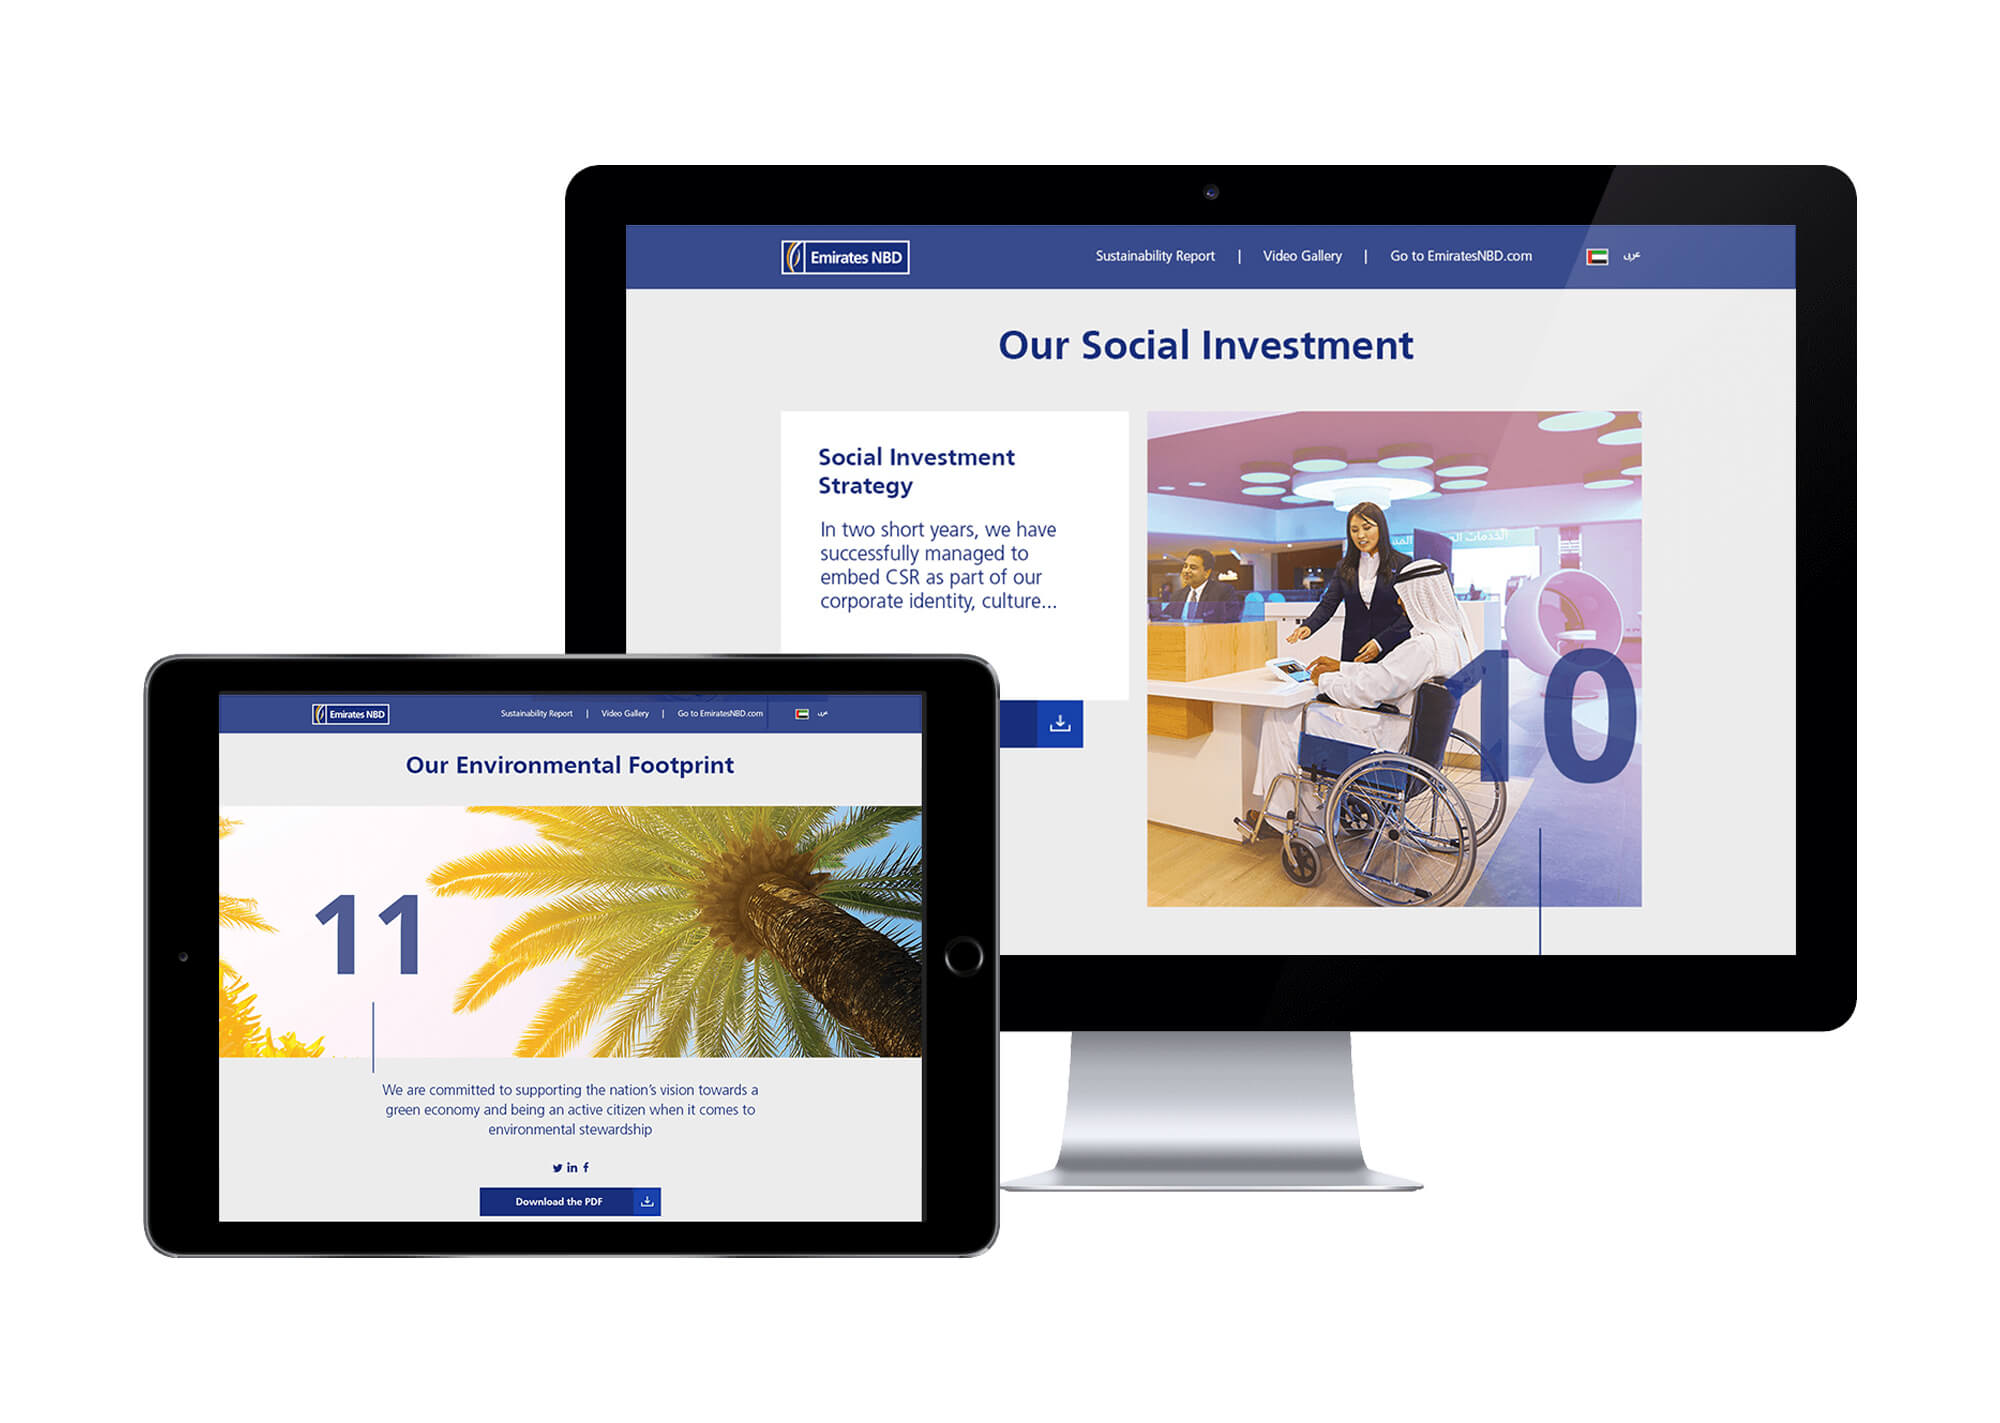 Emirates NBD
Sustainability Report | Video Gallery | Go to EmiratesNBD.com
عربي
Our Social Investment
Social Investment
Strategy
In two short years, we have
successfully managed to
embed CSR as part of our
corporate identity, culture...
10
Emirates NBD
Sustainability Report | Video Gallery | Go to EmiratesNBD.com
عربي
Our Environmental Footprint
11
We are committed to supporting the nation's vision towards a
green economy and being an active citizen when it comes to
environmental stewardship
Download the PDF